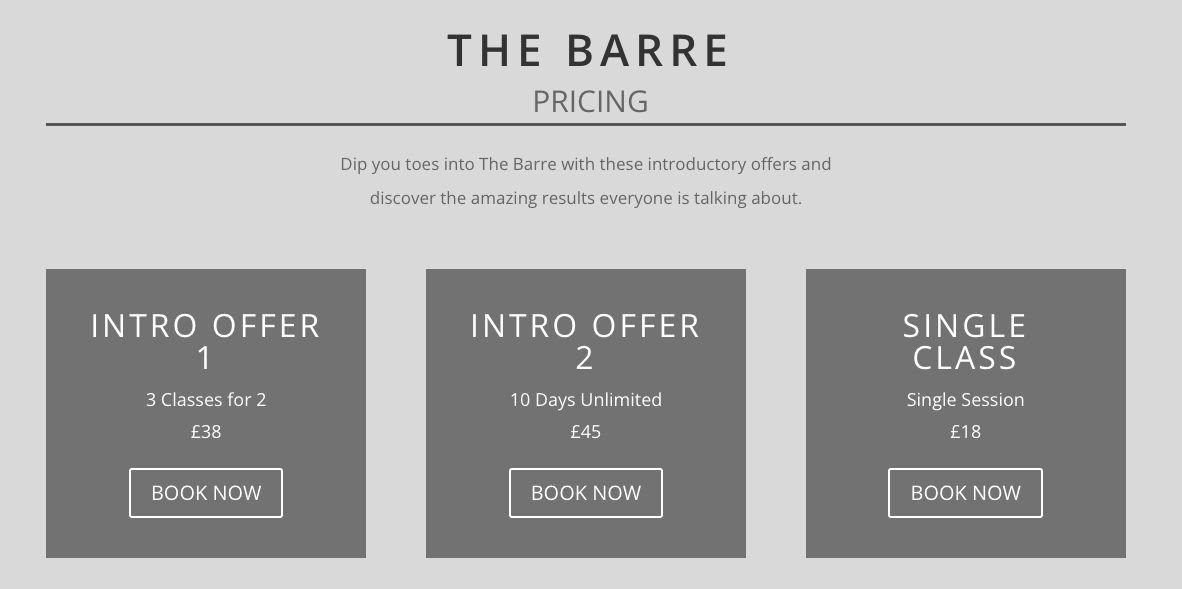 THE BARRE
PRICING
Dip you toes into The Barre with these introductory offers and
discover the amazing results everyone is talking about.
INTRO OFFER
1
3 Classes for 2
£38
BOOK NOW
INTRO OFFER
2
10 Days Unlimited
£45
BOOK NOW
SINGLE
CLASS
Single Session
£18
BOOK NOW